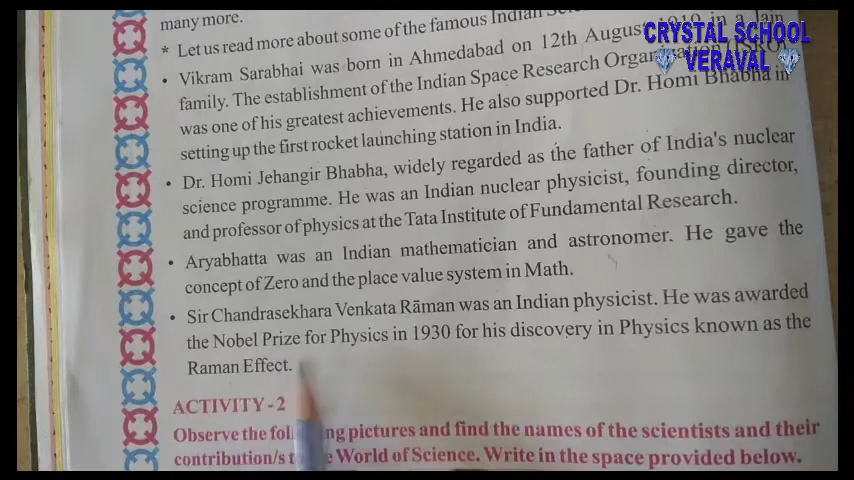 many more.
* Let us read more about some of the famous Indian
• Vikram Sarabhai was born in Ahmedabad on 12th August 1919 in a Jain
family. The establishment of the Indian Space Research Organisation (ISRO)
was one of his greatest achievements. He also supported Dr. Homi Bhabha in
setting up the first rocket launching station in India.
• Dr. Homi Jehangir Bhabha, widely regarded as the father of India's nuclear
science programme. He was an Indian nuclear physicist, founding director,
and professor of physics at the Tata Institute of Fundamental Research.
• Aryabhatta was an Indian mathematician and astronomer. He gave the
concept of Zero and the place value system in Math.
• Sir Chandrasekhara Venkata Rāman was an Indian physicist. He was awarded
the Nobel Prize for Physics in 1930 for his discovery in Physics known as the
Raman Effect.
ACTIVITY-2
Observe the following pictures and find the names of the scientists and their
contribution/s to the World of Science. Write in the space provided below.
CRYSTAL SCHOOL
VERAVAL